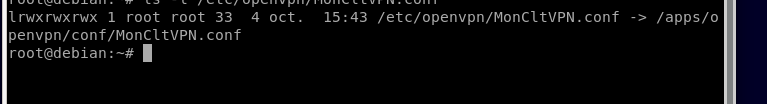 root@debian:~# ls -l /etc/openvpn/MonCltVPN.conf
lrwxrwxrwx 1 root root 33  4 oct.  15:43 /etc/openvpn/MonCltVPN.conf -> /apps/o
penvpn/conf/MonCltVPN.conf
root@debian:~#